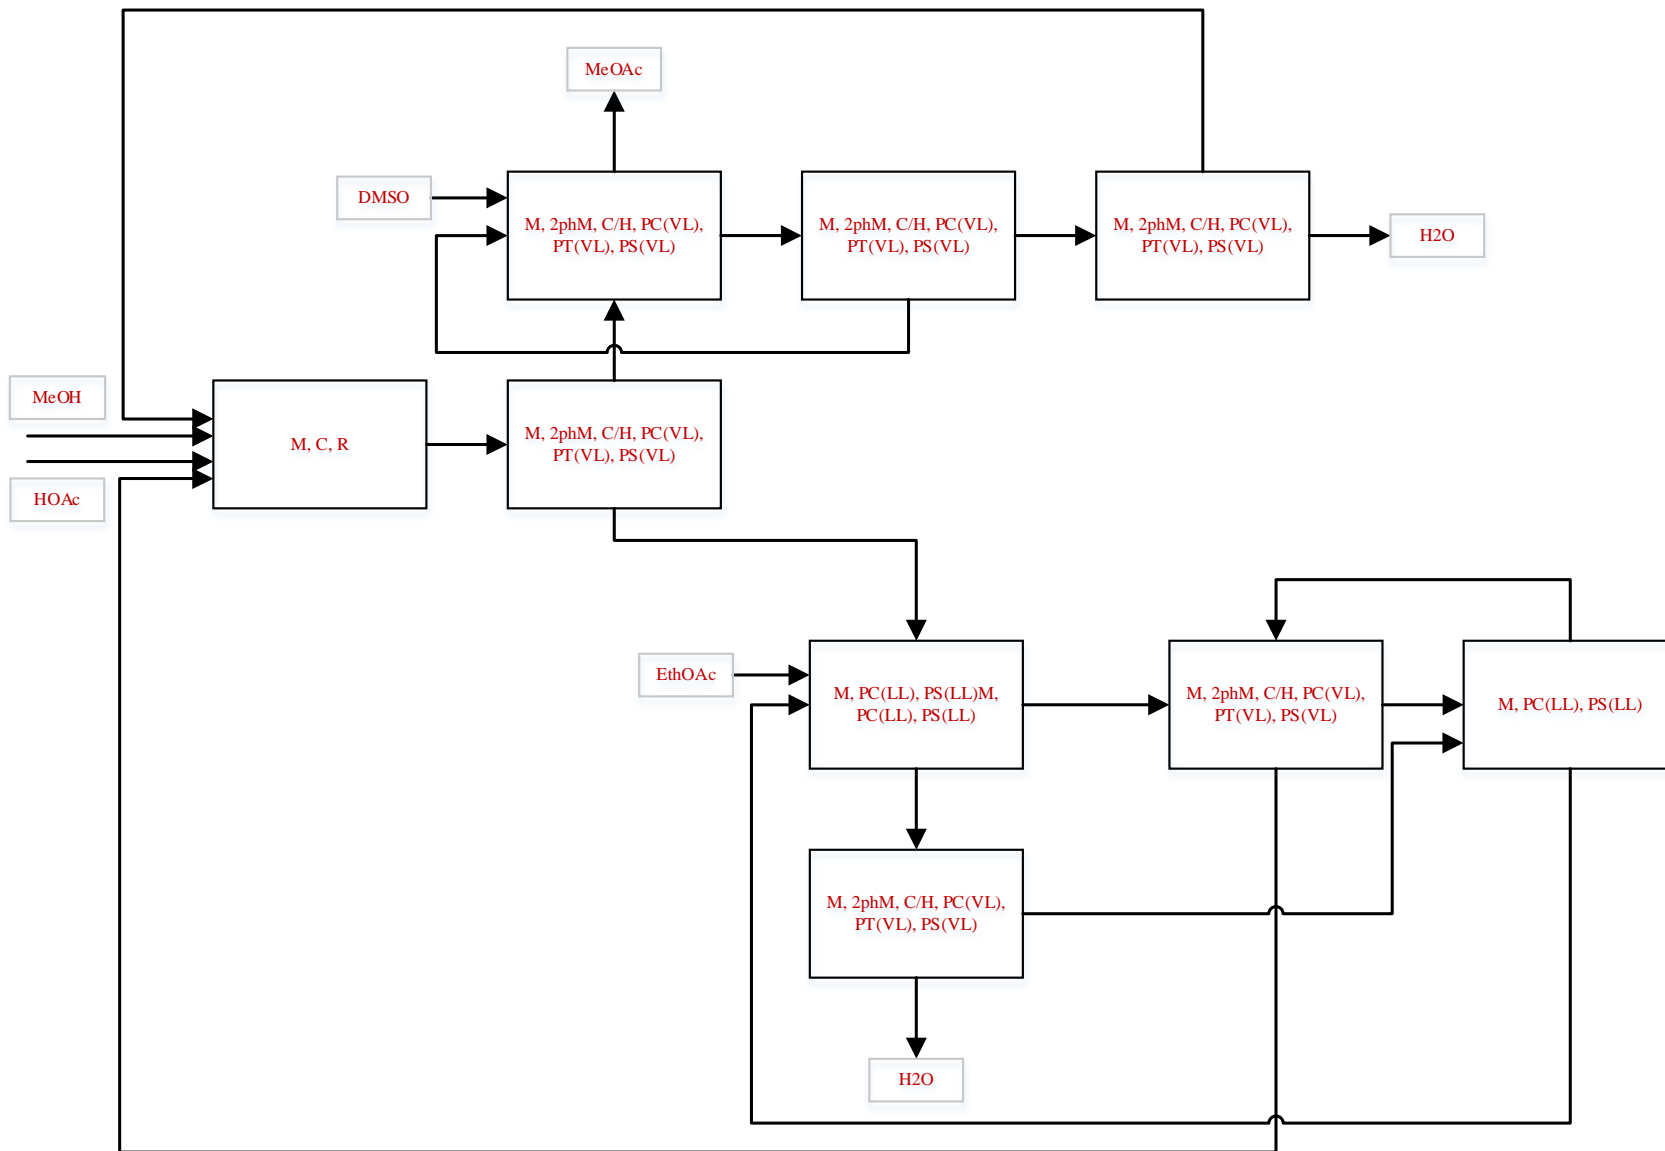 MeOAc
DMSO
M, 2phM, C/H, PC(VL),
PT(VL), PS(VL)
M, 2phM, C/H, PC(VL),
PT(VL), PS(VL)
M, 2phM, C/H, PC(VL),
PT(VL), PS(VL)
H2O
MeOH
HOAc
M, C, R
M, 2phM, C/H, PC(VL),
PT(VL), PS(VL)
EthOAc
M, PC(LL), PS(LL)M,
PC(LL), PS(LL)
M, 2phM, C/H, PC(VL),
PT(VL), PS(VL)
M, PC(LL), PS(LL)
M, 2phM, C/H, PC(VL),
PT(VL), PS(VL)
H2O